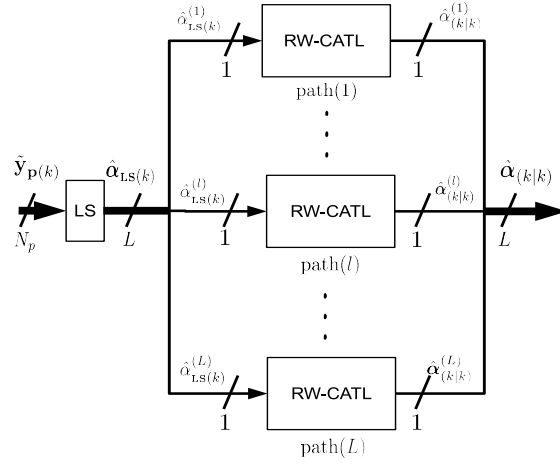 α̂_LS(k)^(1) RW-CATL α̂_(k|k)^(1)
1 1
path(1)
ỹ_p(k) α̂_LS(k) α̂_LS(k)^(l) RW-CATL α̂_(k|k)^(l) α̂_(k|k)
LS
N_p L 1 1 L
path(l)
α̂_LS(k)^(L) RW-CATL α̂_(k|k)^(L)
1 1
path(L)